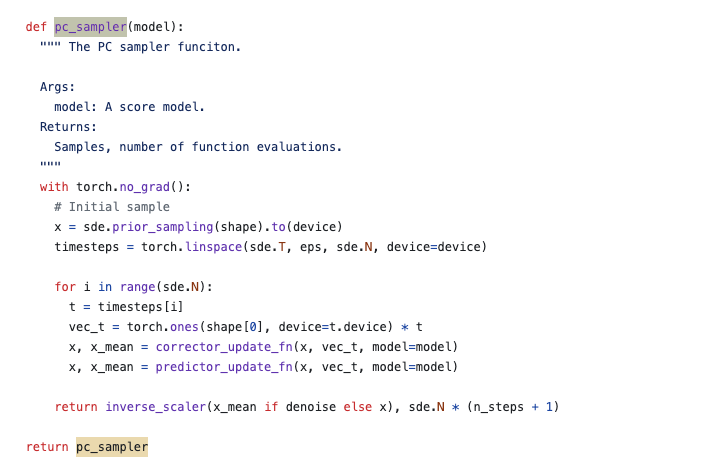 def pc_sampler(model):
  """ The PC sampler funciton.

  Args:
    model: A score model.
  Returns:
    Samples, number of function evaluations.
  """
  with torch.no_grad():
    # Initial sample
    x = sde.prior_sampling(shape).to(device)
    timesteps = torch.linspace(sde.T, eps, sde.N, device=device)

    for i in range(sde.N):
      t = timesteps[i]
      vec_t = torch.ones(shape[0], device=t.device) * t
      x, x_mean = corrector_update_fn(x, vec_t, model=model)
      x, x_mean = predictor_update_fn(x, vec_t, model=model)

    return inverse_scaler(x_mean if denoise else x), sde.N * (n_steps + 1)

return pc_sampler